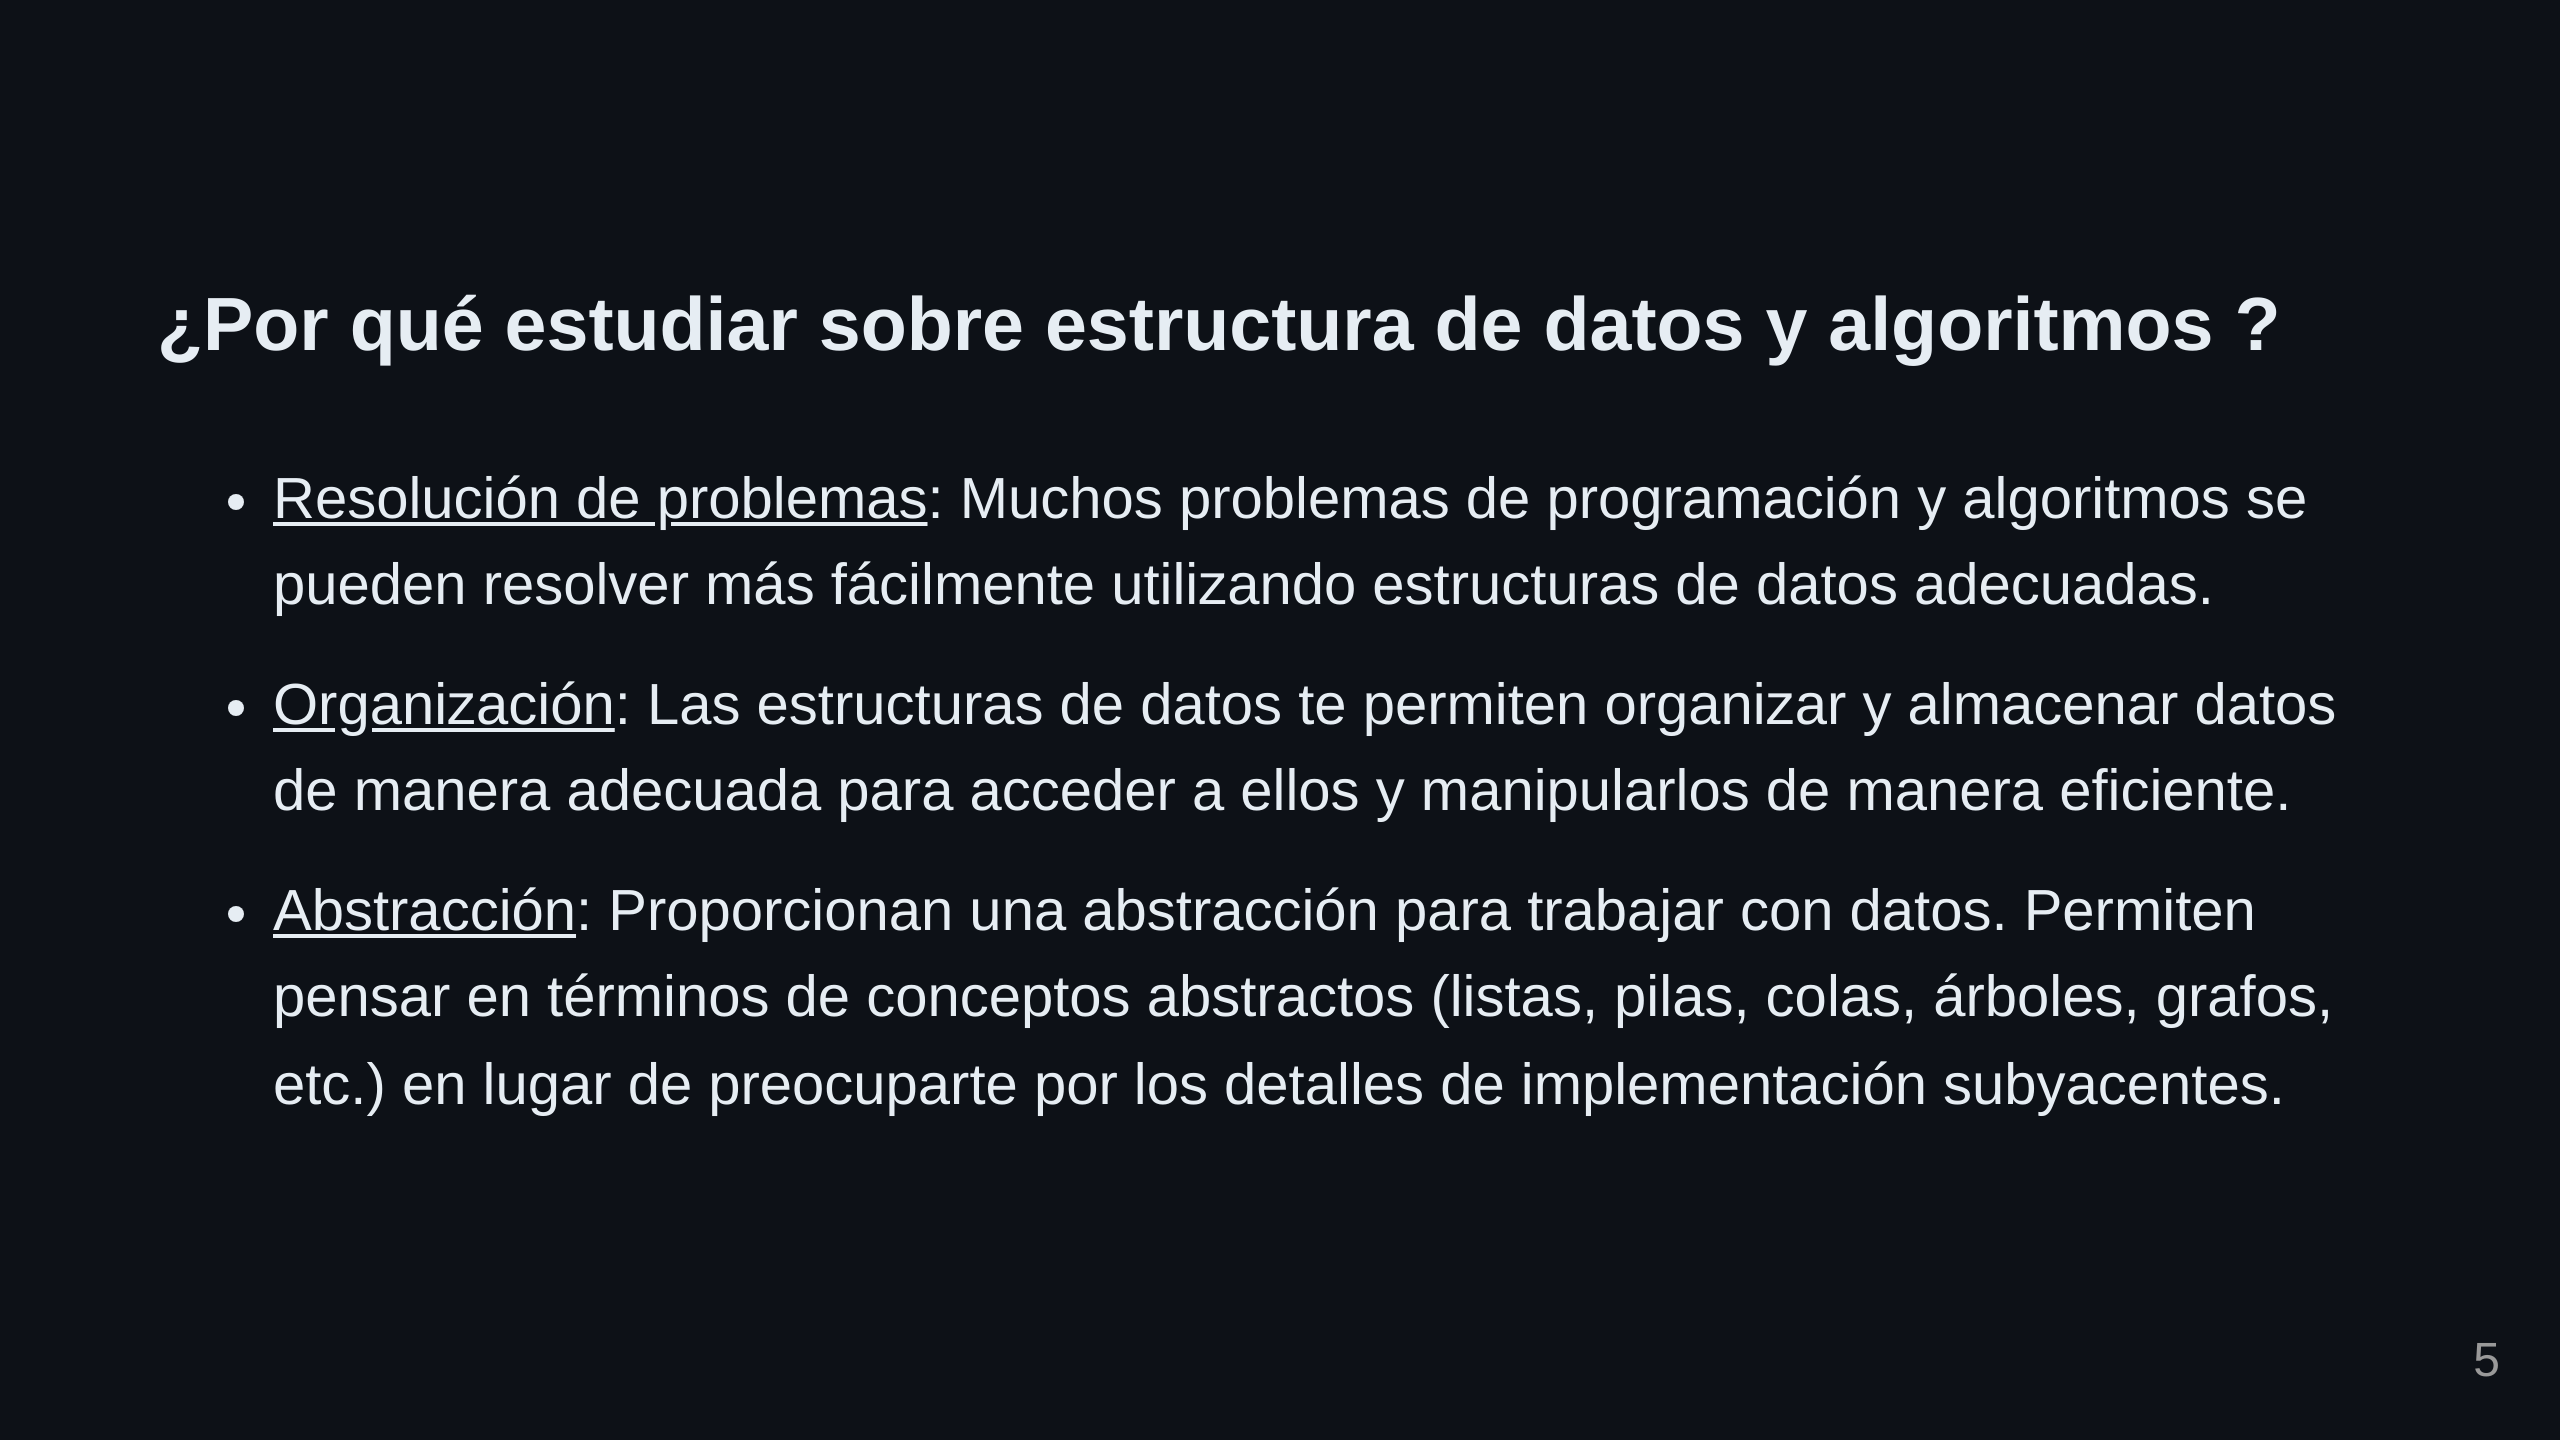 ¿Por qué estudiar sobre estructura de datos y algoritmos ?
• Resolución de problemas: Muchos problemas de programación y algoritmos se
pueden resolver más fácilmente utilizando estructuras de datos adecuadas.
• Organización: Las estructuras de datos te permiten organizar y almacenar datos
de manera adecuada para acceder a ellos y manipularlos de manera eficiente.
• Abstracción: Proporcionan una abstracción para trabajar con datos. Permiten
pensar en términos de conceptos abstractos (listas, pilas, colas, árboles, grafos,
etc.) en lugar de preocuparte por los detalles de implementación subyacentes.
5